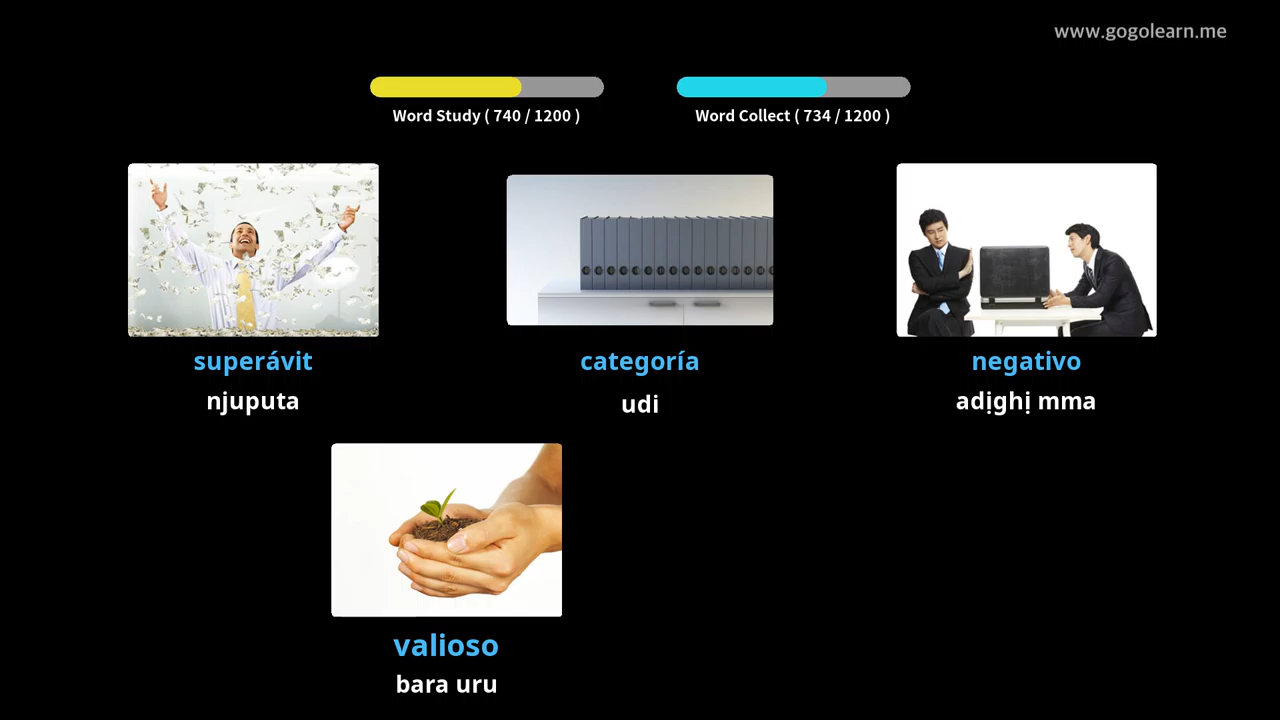 www.gogolearn.me
Word Study ( 740 / 1200 )
Word Collect ( 734 / 1200 )
superávit
njuputa
categoría
udi
negativo
adịghị mma
valioso
bara uru